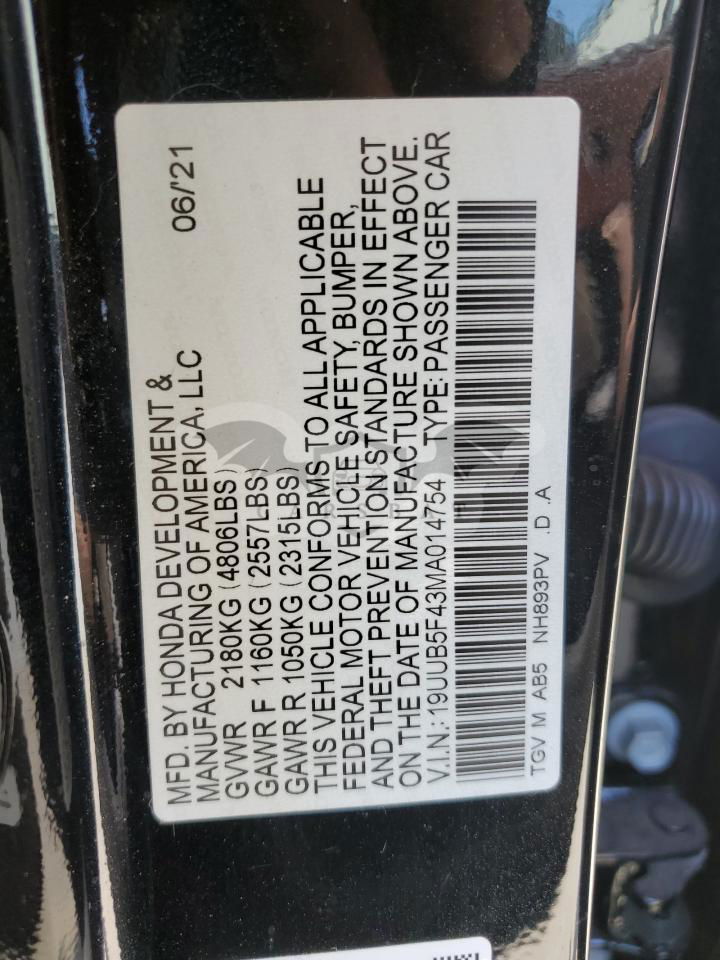 MFD. BY HONDA DEVELOPMENT & 06/'21
MANUFACTURING OF AMERICA, LLC
GVWR 2180KG (4806LBS)
GAWR F 1160KG (2557LBS)
GAWR R 1050KG (2315LBS)
THIS VEHICLE CONFORMS TO ALL APPLICABLE
FEDERAL MOTOR VEHICLE SAFETY, BUMPER,
AND THEFT PREVENTION STANDARDS IN EFFECT
ON THE DATE OF MANUFACTURE SHOWN ABOVE.
V.I.N.: 19UUB5F43MA014754 TYPE: PASSENGER CAR
TGV M AB5 NH893PV .D .A